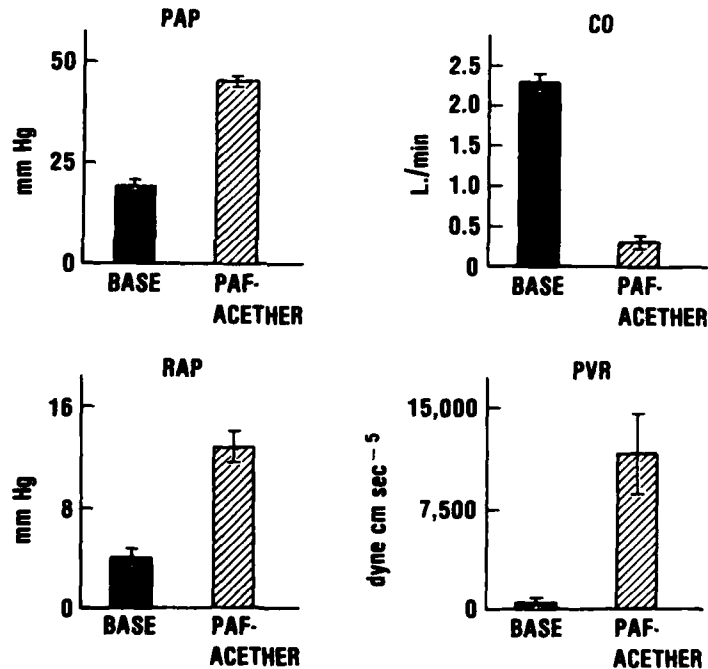 PAP
mm Hg
50
25
0
BASE
PAF-
ACETHER
CO
L./min
2.5
2.0
1.5
1.0
0.5
0
BASE
PAF-
ACETHER
RAP
mm Hg
16
8
0
BASE
PAF-
ACETHER
PVR
dyne cm sec⁻⁵
15,000
7,500
0
BASE
PAF-
ACETHER